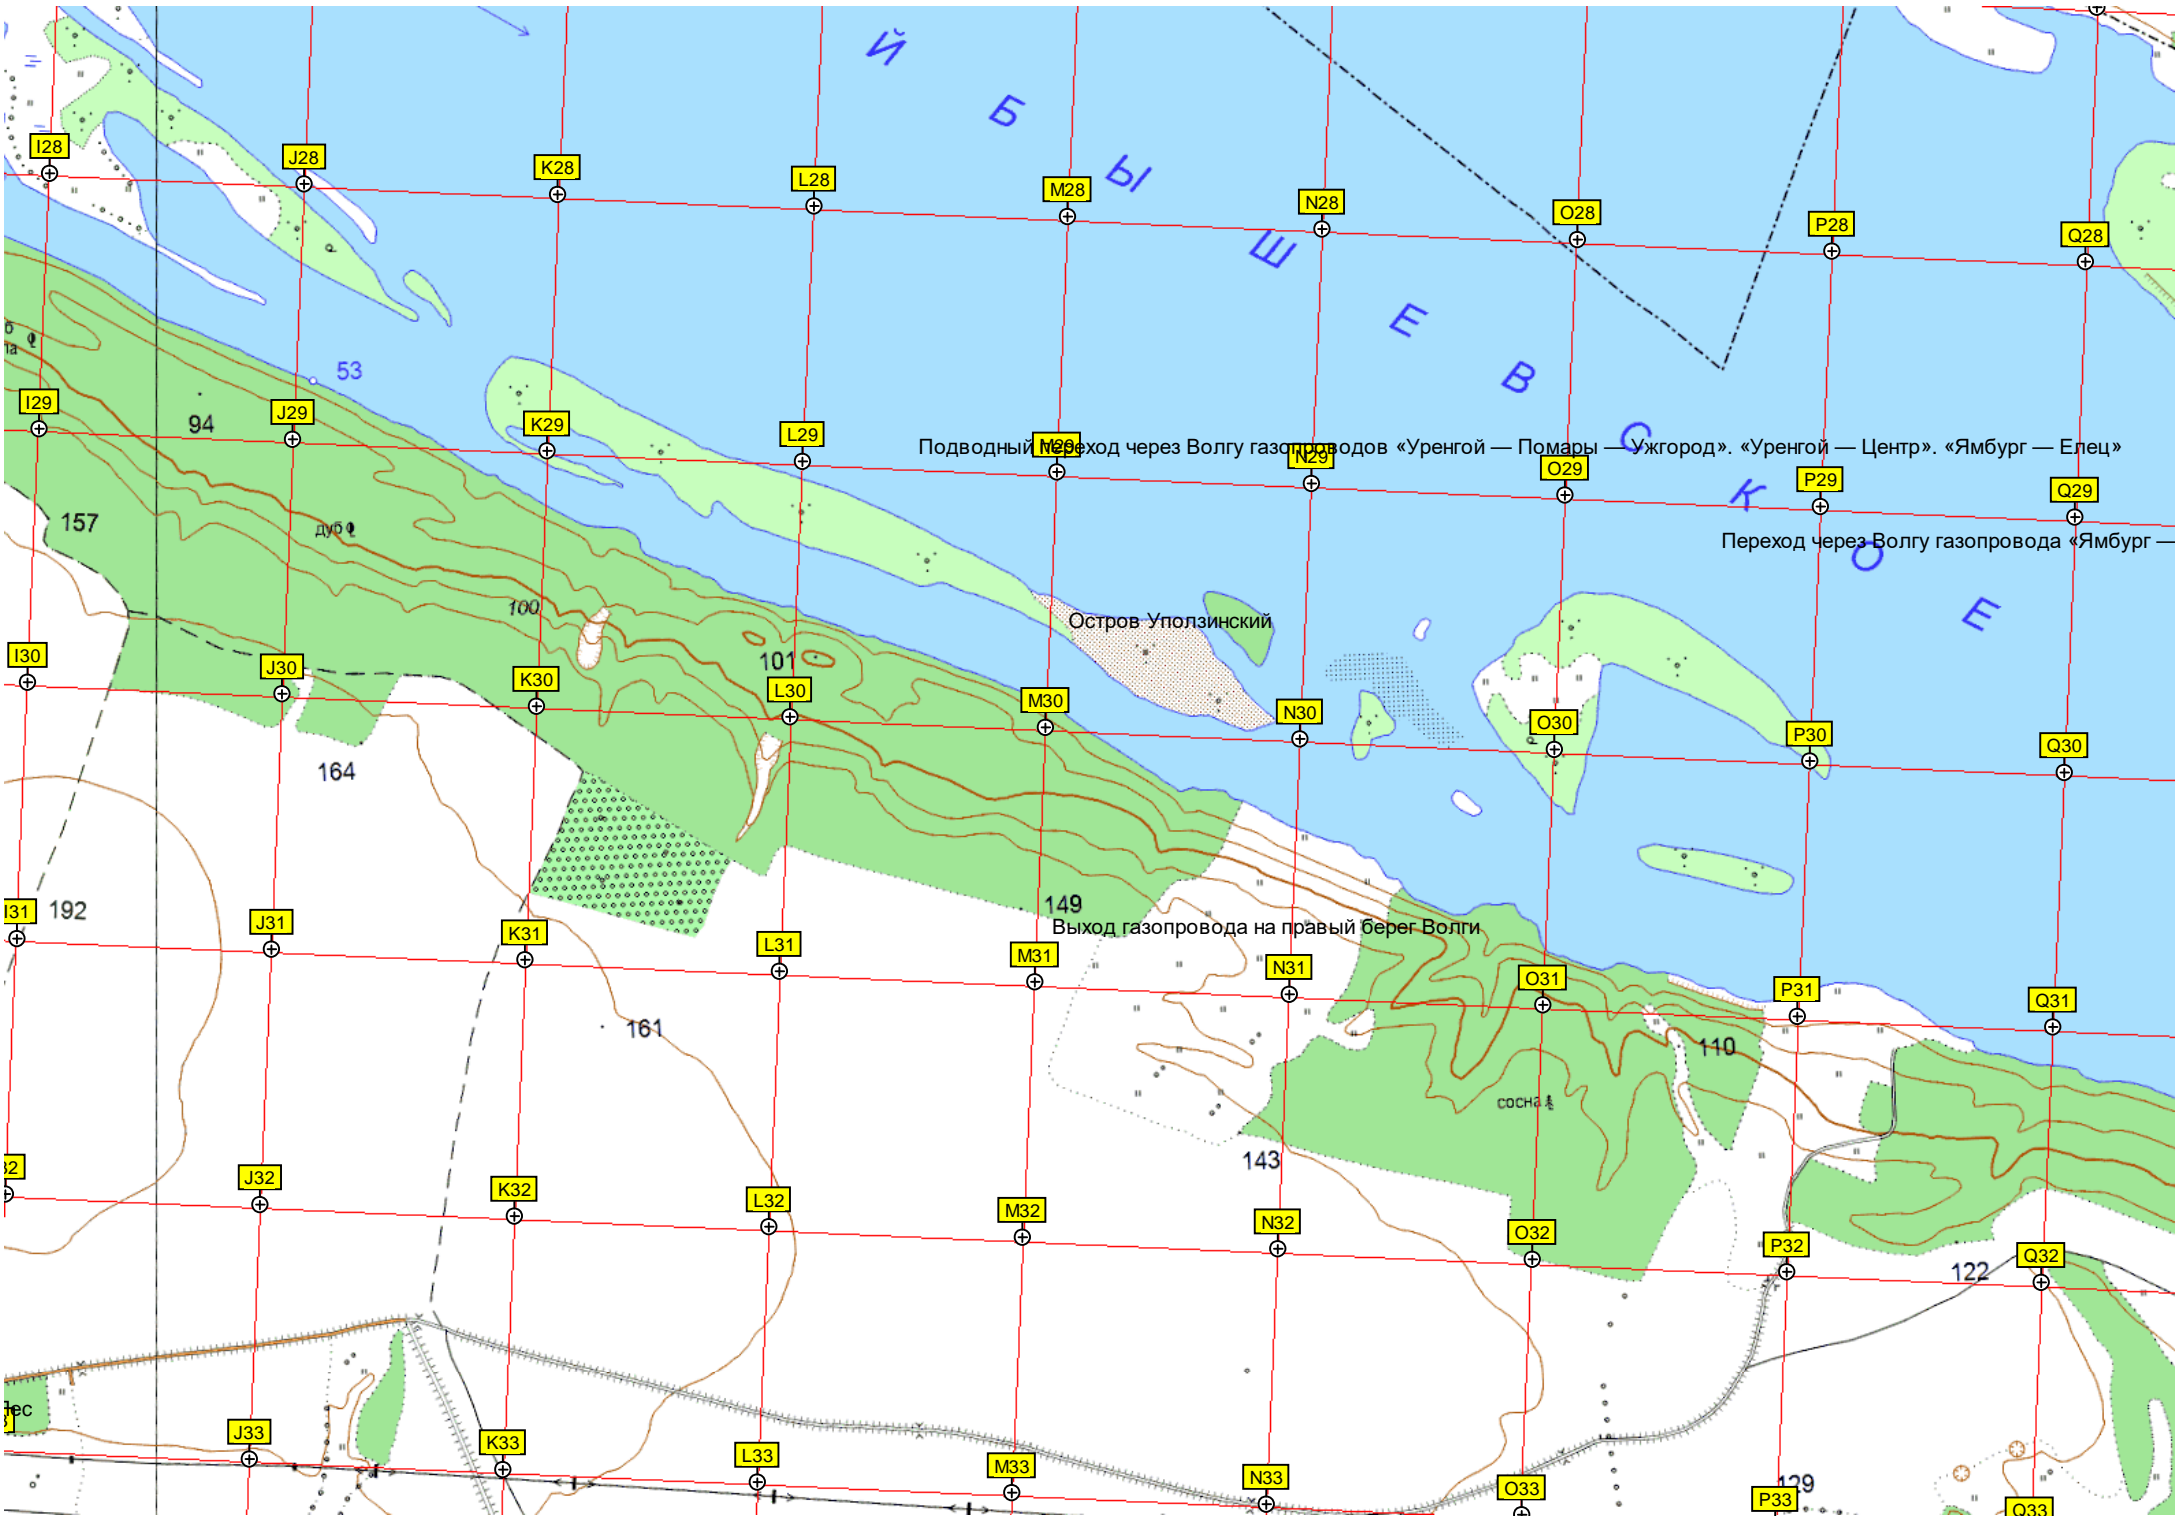 Й
Б
Ы
Ш
Е
В
С
К
О
Е
I28
J28
K28
L28
M28
N28
O28
P28
Q28
53
I29
94
J29
K29
L29
M29
N29
O29
P29
Q29
Подводный переход через Волгу газопроводов «Уренгой — Помары — Ужгород». «Уренгой — Центр». «Ямбург — Елец»
Переход через Волгу газопровода «Ямбург —
157
дуб
100
Остров Уползинский
101
I30
J30
K30
L30
M30
N30
O30
P30
Q30
164
192
149
Выход газопровода на правый берег Волги
I31
J31
K31
L31
M31
N31
O31
P31
Q31
161
110
сосна
143
32
J32
K32
L32
M32
N32
O32
P32
Q32
122
Лес
J33
K33
L33
M33
N33
O33
P33
Q33
129